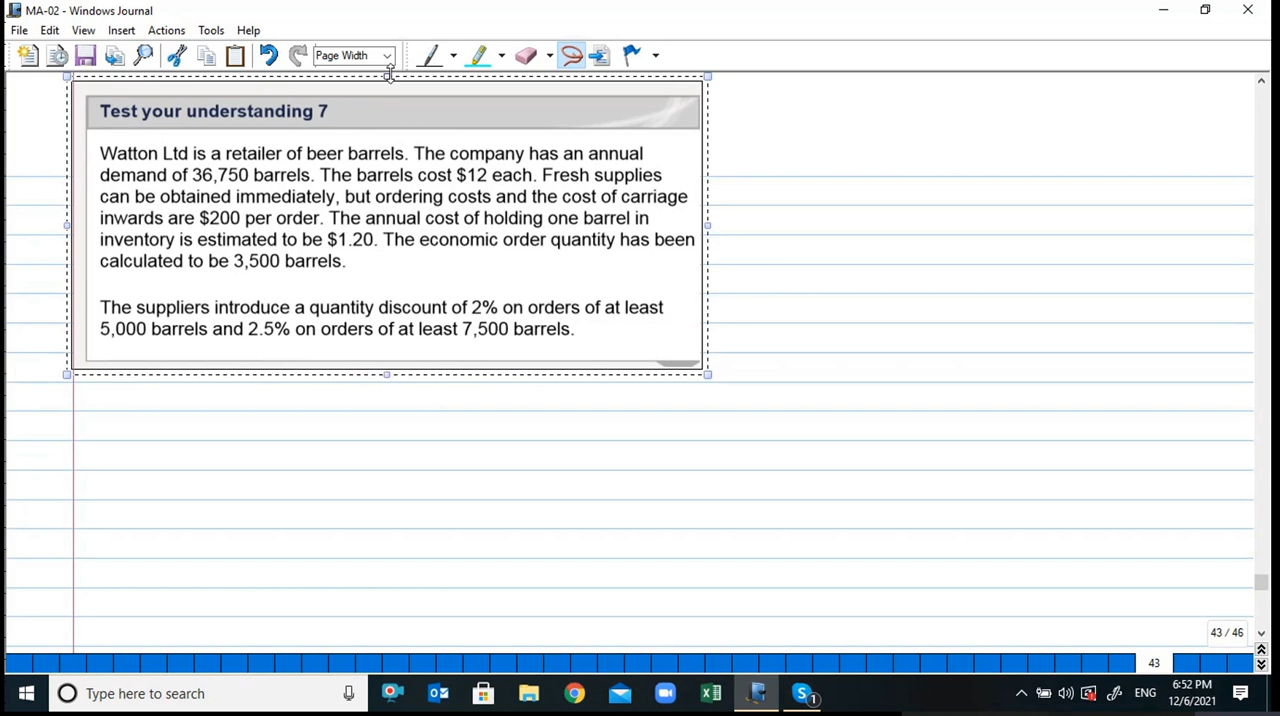 MA-02 - Windows Journal
File Edit View Insert Actions Tools Help
Page Width
Test your understanding 7
Watton Ltd is a retailer of beer barrels. The company has an annual
demand of 36,750 barrels. The barrels cost $12 each. Fresh supplies
can be obtained immediately, but ordering costs and the cost of carriage
inwards are $200 per order. The annual cost of holding one barrel in
inventory is estimated to be $1.20. The economic order quantity has been
calculated to be 3,500 barrels.
The suppliers introduce a quantity discount of 2% on orders of at least
5,000 barrels and 2.5% on orders of at least 7,500 barrels.
43 / 46
43
Type here to search
1
ENG
6:52 PM
12/6/2021